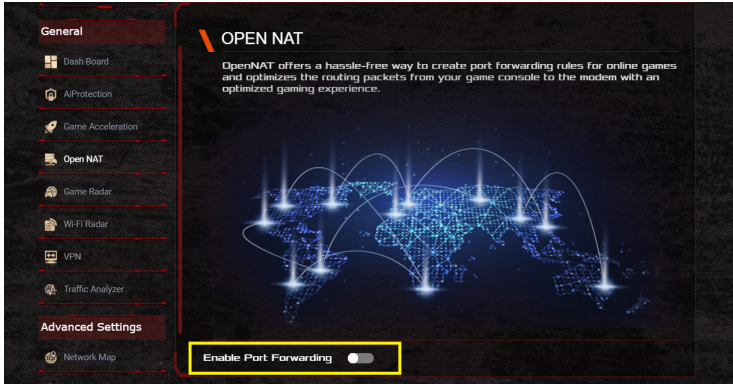 General
Dash Board
AiProtection
Game Acceleration
Open NAT
Game Radar
Wi-Fi Radar
VPN
Traffic Analyzer
Advanced Settings
Network Map
OPEN NAT
OpenNAT offers a hassle-free way to create port forwarding rules for online games
and optimizes the routing packets from your game console to the modem with an
optimized gaming experience.
Enable Port Forwarding